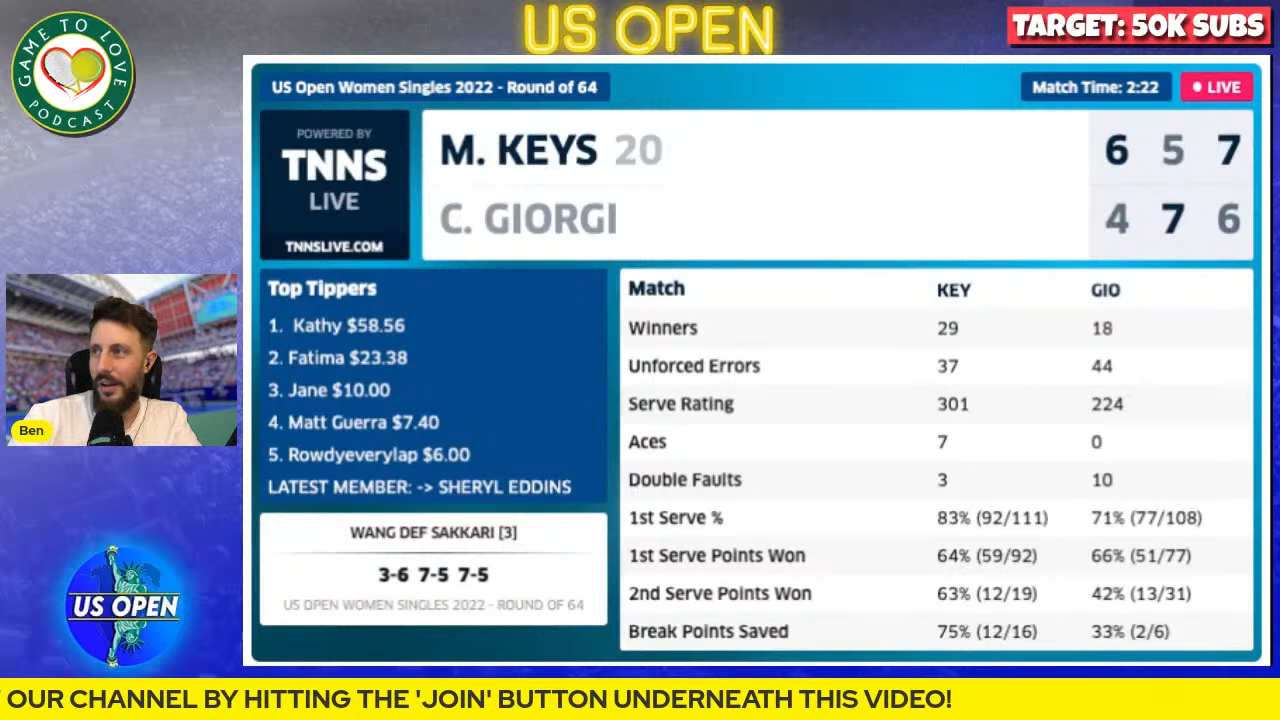 GAME TO LOVE
PODCAST
US OPEN
TARGET: 50K SUBS
US Open Women Singles 2022 - Round of 64
Match Time: 2:22
LIVE
POWERED BY
TNNS
LIVE
TNNSLIVE.COM
M. KEYS 20 6 5 7
C. GIORGI 4 7 6
Top Tippers
1. Kathy $58.56
2. Fatima $23.38
3. Jane $10.00
4. Matt Guerra $7.40
5. Rowdyeverylap $6.00
LATEST MEMBER: -> SHERYL EDDINS
WANG DEF SAKKARI [3]
3-6 7-5 7-5
US OPEN WOMEN SINGLES 2022 - ROUND OF 64
Match KEY GIO
Winners 29 18
Unforced Errors 37 44
Serve Rating 301 224
Aces 7 0
Double Faults 3 10
1st Serve % 83% (92/111) 71% (77/108)
1st Serve Points Won 64% (59/92) 66% (51/77)
2nd Serve Points Won 63% (12/19) 42% (13/31)
Break Points Saved 75% (12/16) 33% (2/6)
Ben
US OPEN
OUR CHANNEL BY HITTING THE 'JOIN' BUTTON UNDERNEATH THIS VIDEO!